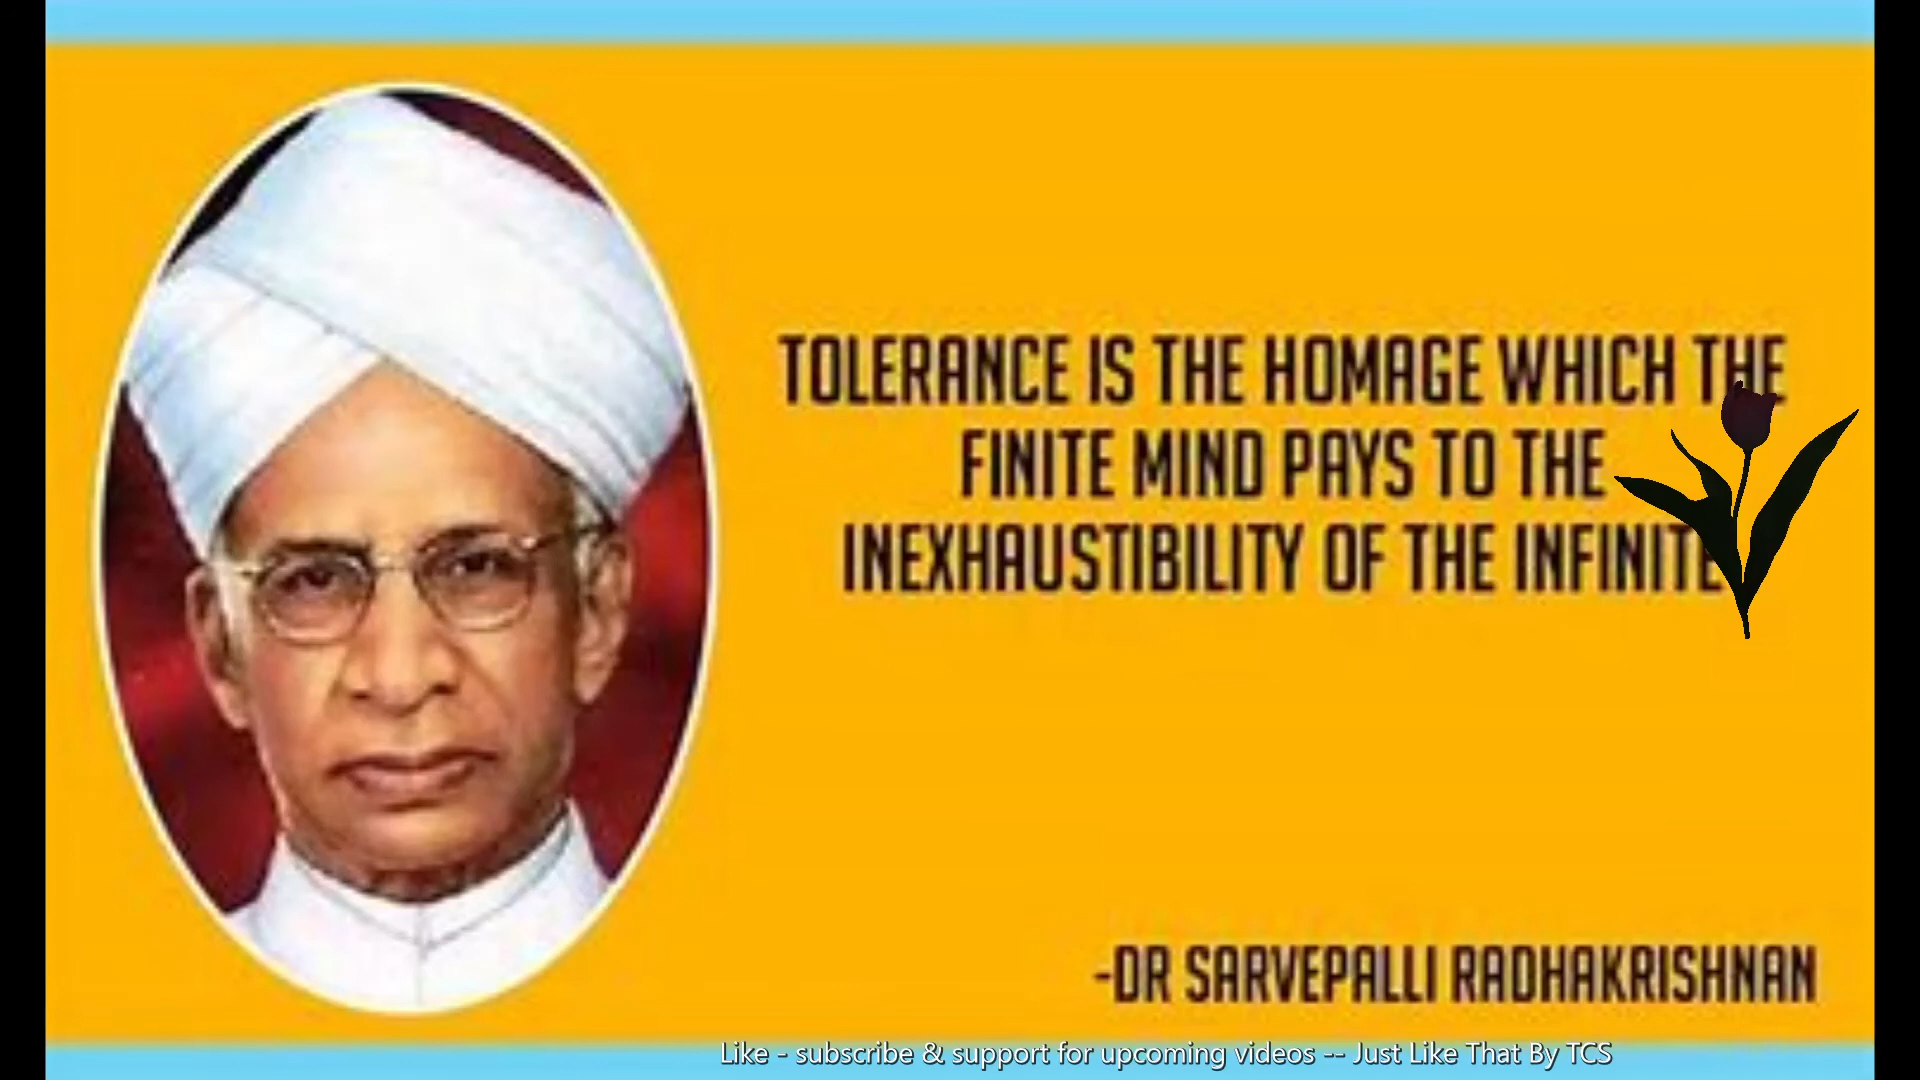 TOLERANCE IS THE HOMAGE WHICH THE
FINITE MIND PAYS TO THE
INEXHAUSTIBILITY OF THE INFINITE
-DR SARVEPALLI RADHAKRISHNAN
Like - subscribe & support for upcoming videos -- Just Like That By TCS